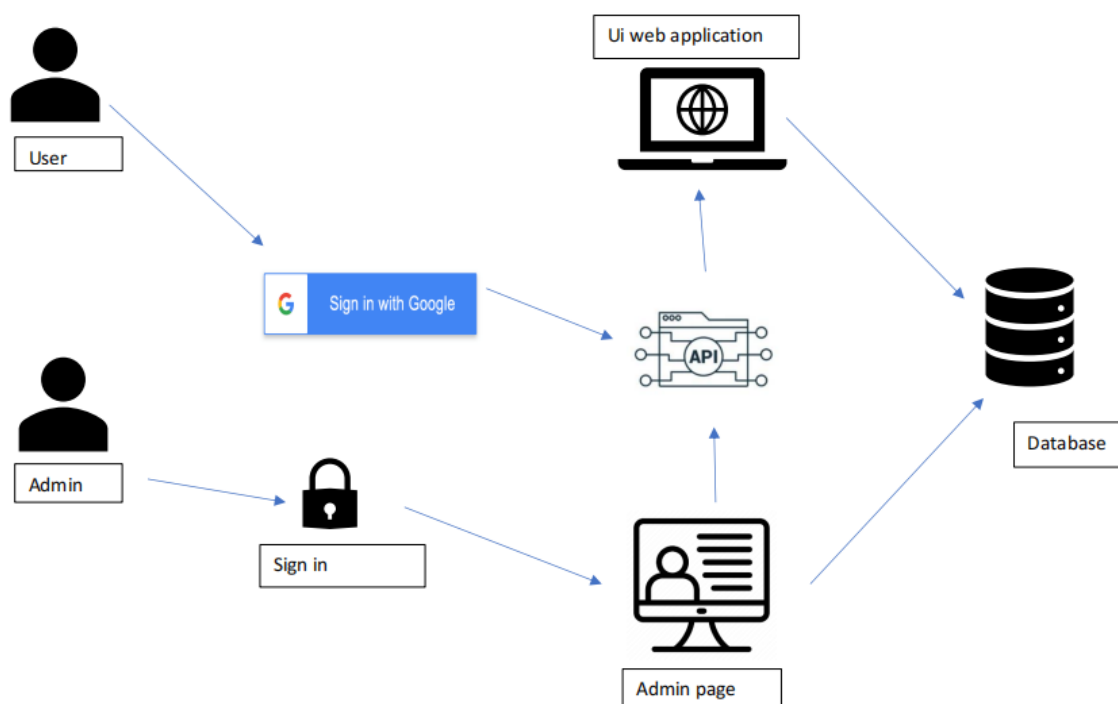 Ui web application
User
G Sign in with Google
API
Admin
Database
Sign in
Admin page